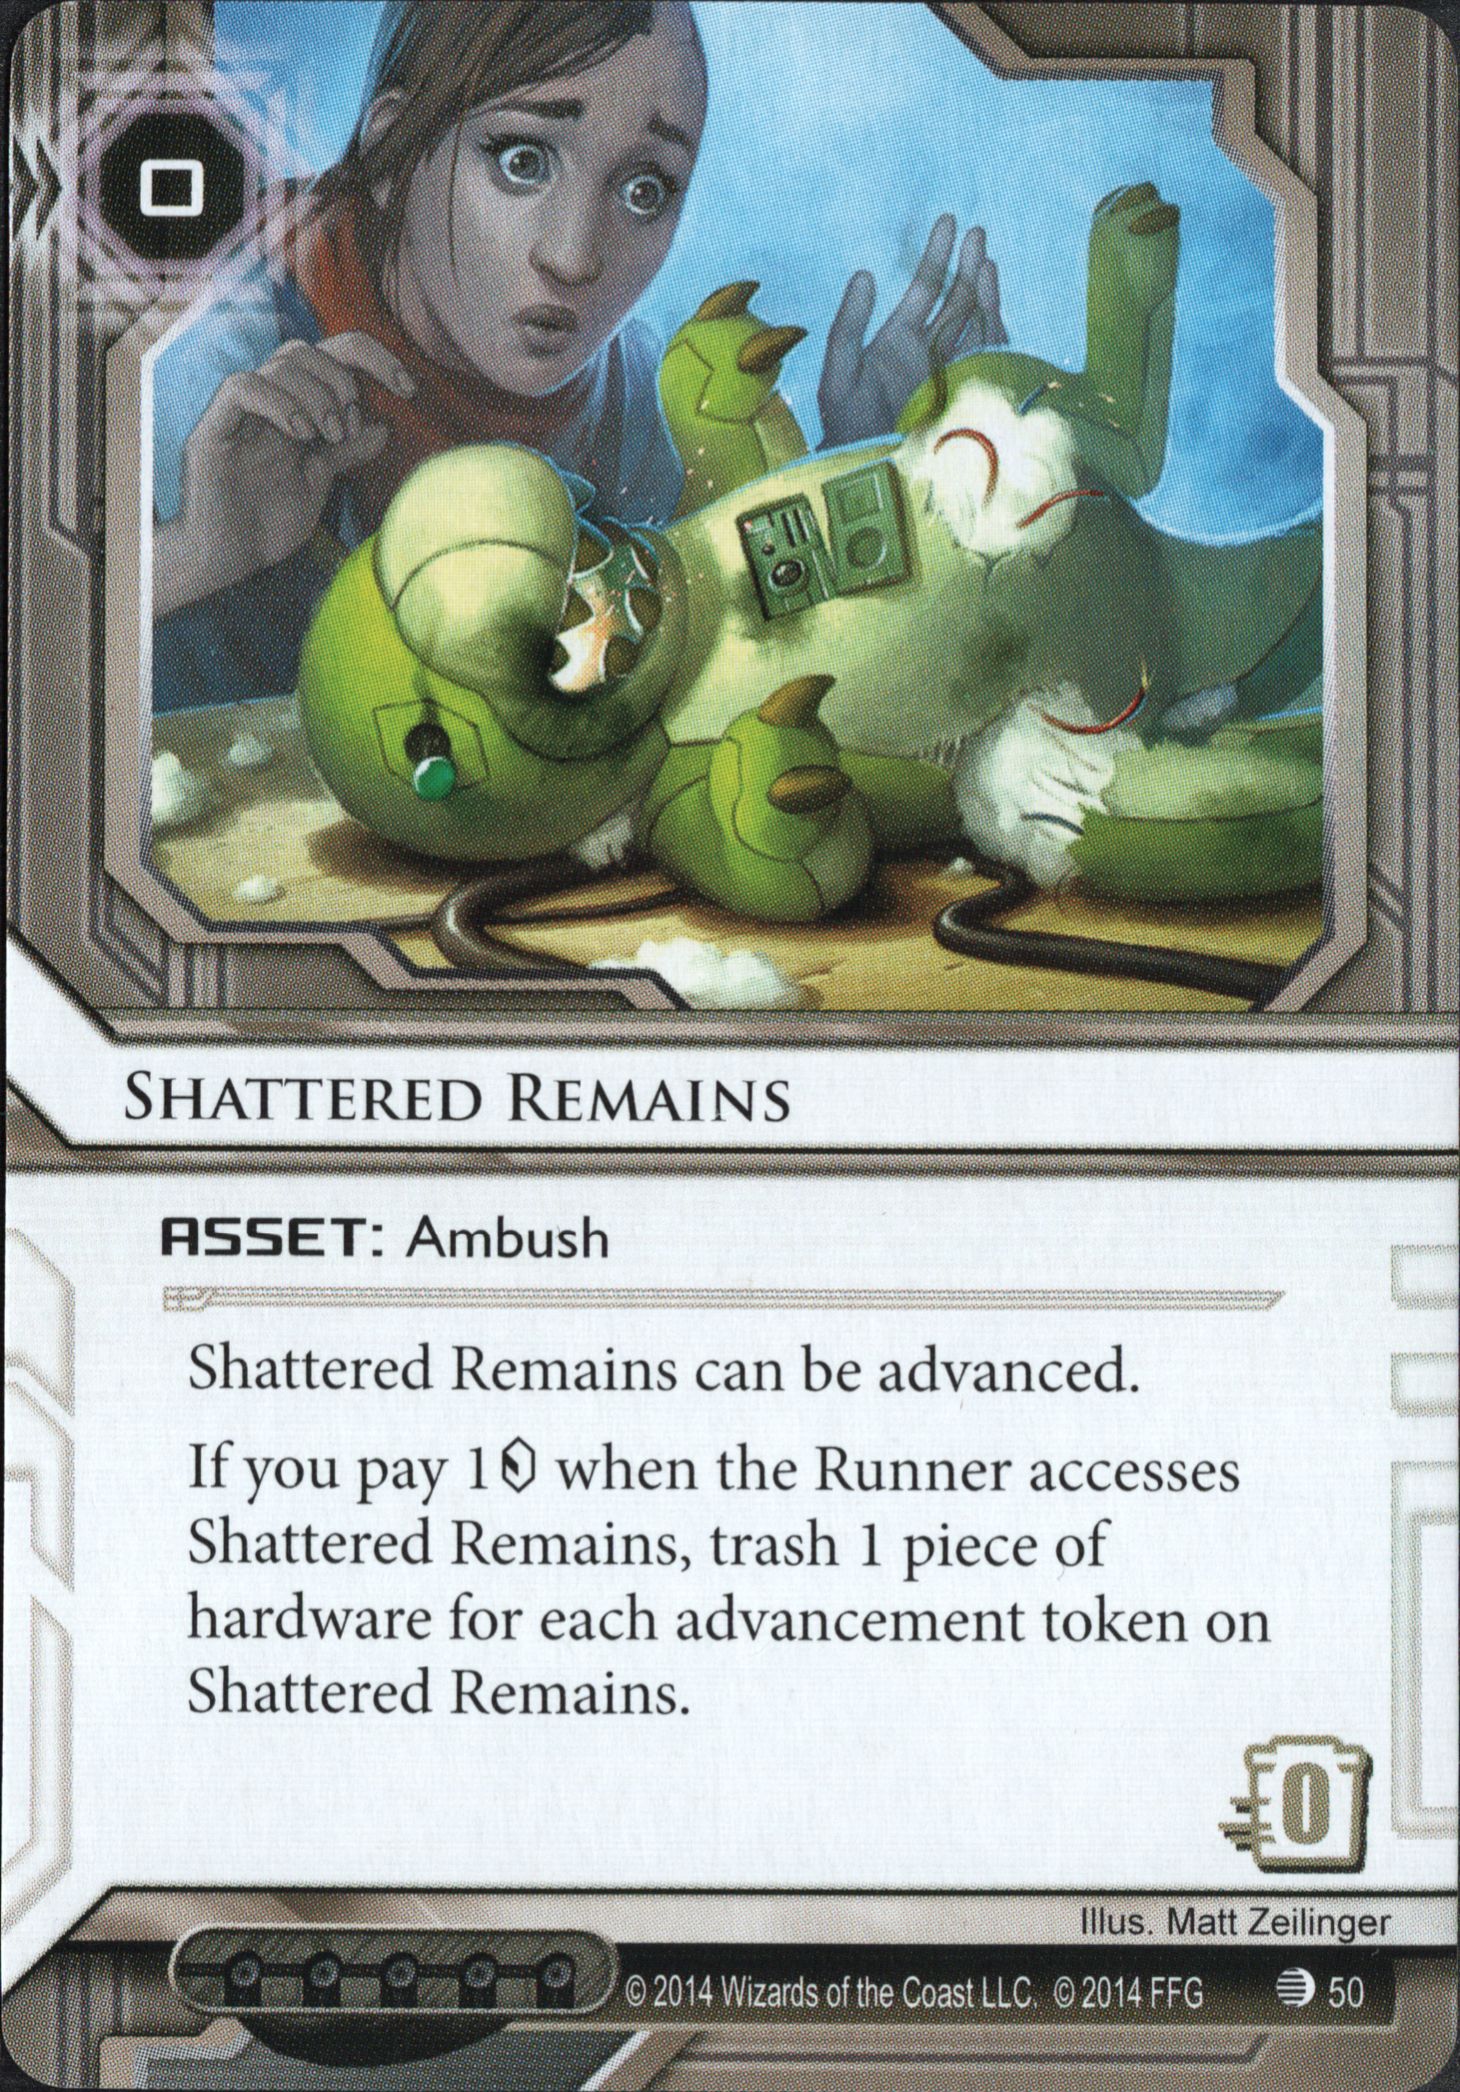 0
SHATTERED REMAINS
ASSET: Ambush
Shattered Remains can be advanced.
If you pay 1 when the Runner accesses
Shattered Remains, trash 1 piece of
hardware for each advancement token on
Shattered Remains.
0
Illus. Matt Zeilinger
© 2014 Wizards of the Coast LLC. © 2014 FFG 50